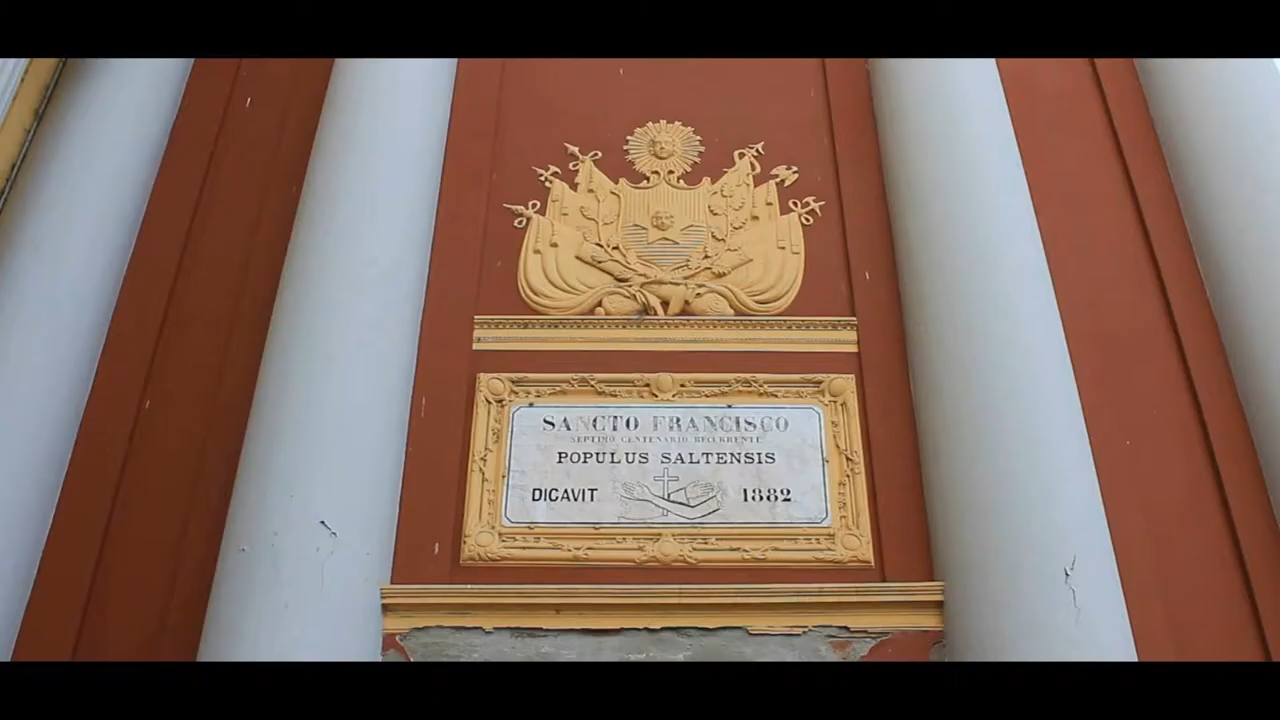 SANCTO FRANCISCO
SEPTIMO CENTENARIO RECURRENTE
POPULUS SALTENSIS
DICAVIT 1882